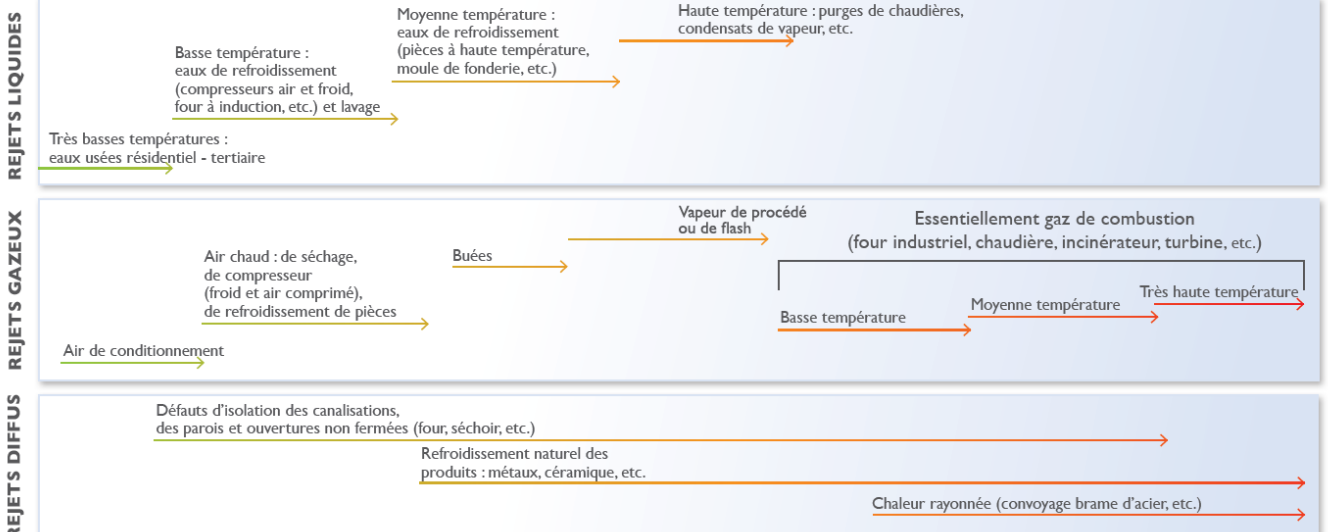 REJETS LIQUIDES
Haute température : purges de chaudières,
condensats de vapeur, etc.
Moyenne température :
eaux de refroidissement
(pièces à haute température,
moule de fonderie, etc.)
Basse température :
eaux de refroidissement
(compresseurs air et froid,
four à induction, etc.) et lavage
Très basses températures :
eaux usées résidentiel - tertiaire
REJETS GAZEUX
Vapeur de procédé
ou de flash
Essentiellement gaz de combustion
(four industriel, chaudière, incinérateur, turbine, etc.)
Air chaud : de séchage,
de compresseur
(froid et air comprimé),
de refroidissement de pièces
Buées
Basse température
Moyenne température
Très haute température
Air de conditionnement
REJETS DIFFUS
Défauts d’isolation des canalisations,
des parois et ouvertures non fermées (four, séchoir, etc.)
Refroidissement naturel des
produits : métaux, céramique, etc.
Chaleur rayonnée (convoyage brame d’acier, etc.)